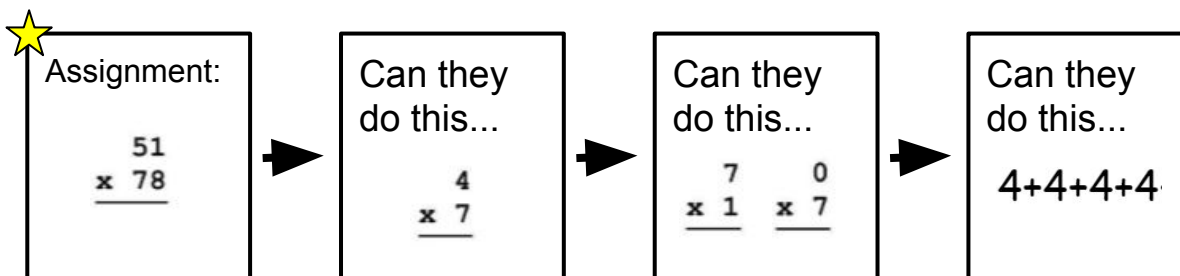 Assignment:
51
x 78
Can they
do this...
4
x 7
Can they
do this...
7 0
x 1 x 7
Can they
do this...
4+4+4+4